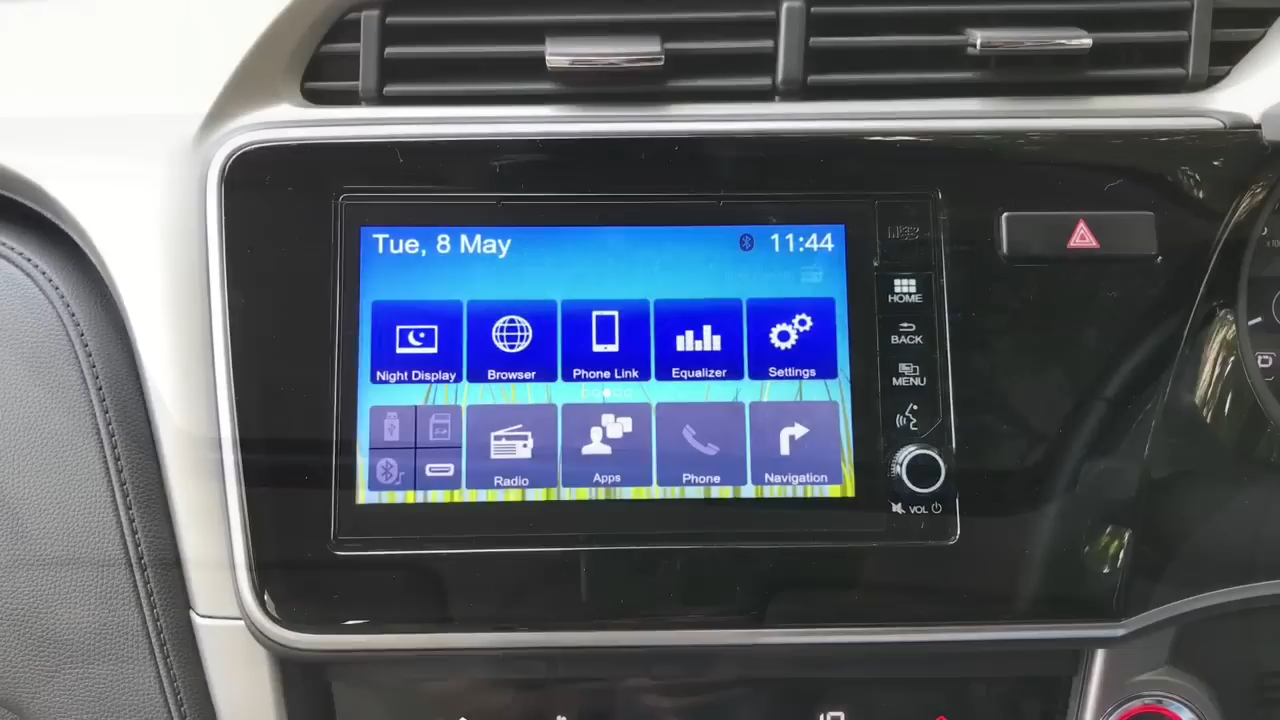 Tue, 8 May
11:44
Night Display
Browser
Phone Link
Equalizer
Settings
Radio
Apps
Phone
Navigation
HOME
BACK
MENU
VOL